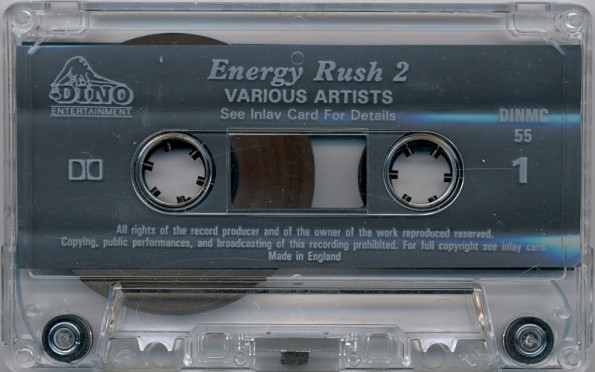 Energy Rush 2
DINO
ENTERTAINMENT
VARIOUS ARTISTS
See Inlay Card For Details
DINMC
55
1
All rights of the record producer and of the owner of the work reproduced reserved.
Copying, public performances, and broadcasting of this recording prohibited. For full copyright see inlay card
Made in England